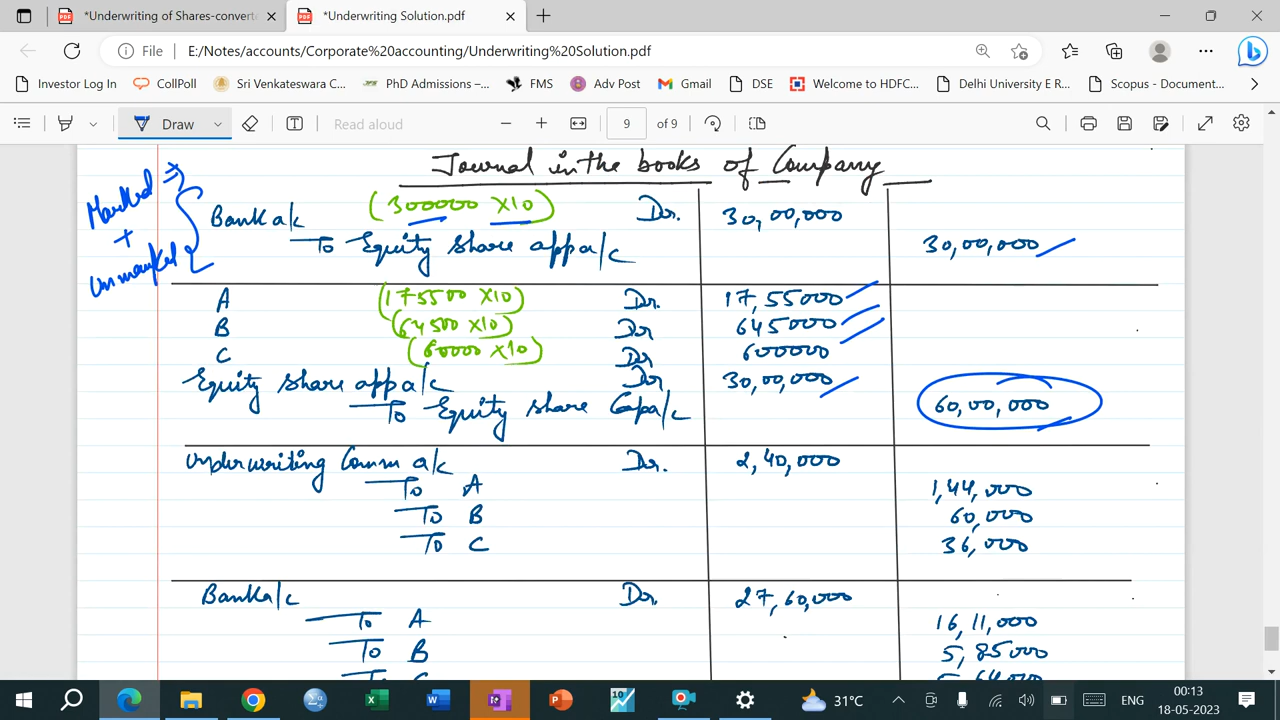 *Underwriting of Shares-converte
*Underwriting Solution.pdf
File
E:/Notes/accounts/Corporate%20accounting/Underwriting%20Solution.pdf
Investor Log In
CollPoll
Sri Venkateswara C...
PhD Admissions –...
FMS
Adv Post
Gmail
DSE
Welcome to HDFC...
Delhi University E R...
Scopus - Document...
Draw
Read aloud
9
of 9
Journal in the books of Company
Marked
+
unmarked
Bank a/c (300000 X10) Dr. 30,00,000
To Equity share app a/c 30,00,000
A (175500 X10) Dr. 17,55000
B (64500 X10) Dr 645000
C (60000 X10) Dr 600000
Equity share app a/c Dr 30,00,000
To Equity share Cap a/c 60,00,000
Underwriting Comm a/c Dr. 2,40,000
To A 1,44,000
To B 60,000
To C 36,000
Bank a/c Dr. 27,60,000
To A 16,11,000
To B 5,85000
To
10
31°C
ENG
00:13
18-05-2023